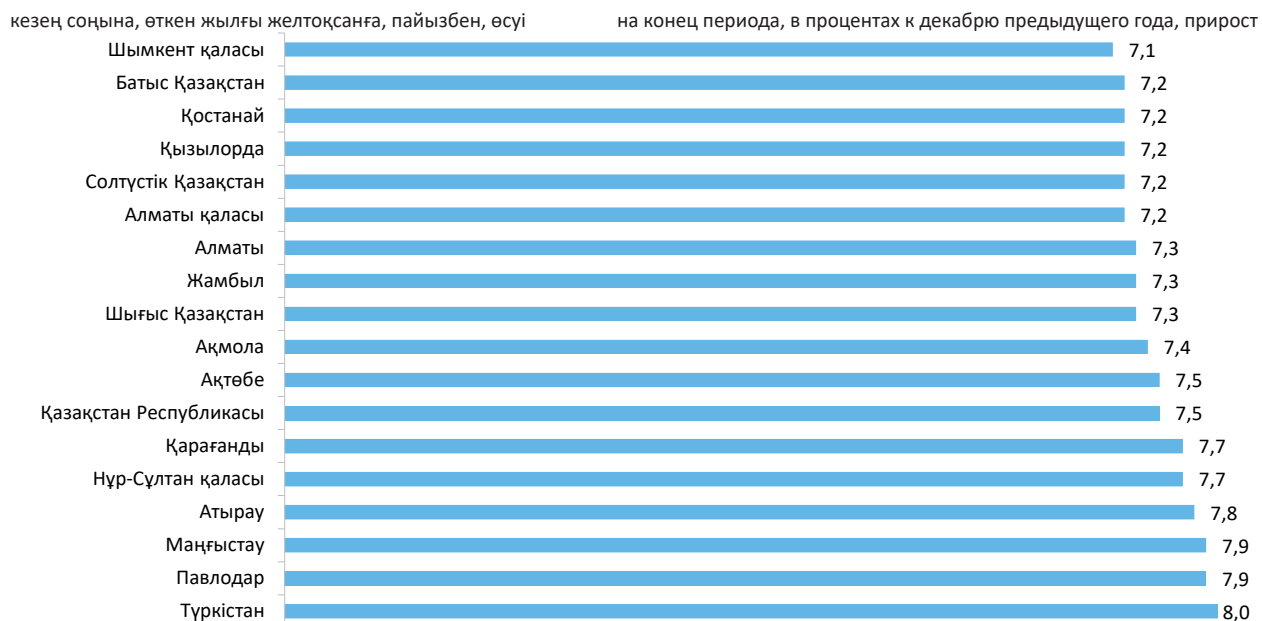 кезең соңына, өткен жылғы желтоқсанға, пайызбен, өсуі на конец периода, в процентах к декабрю предыдущего года, прирост
Шымкент қаласы 7,1
Батыс Қазақстан 7,2
Қостанай 7,2
Қызылорда 7,2
Солтүстік Қазақстан 7,2
Алматы қаласы 7,2
Алматы 7,3
Жамбыл 7,3
Шығыс Қазақстан 7,3
Ақмола 7,4
Ақтөбе 7,5
Қазақстан Республикасы 7,5
Қарағанды 7,7
Нұр-Сұлтан қаласы 7,7
Атырау 7,8
Маңғыстау 7,9
Павлодар 7,9
Түркістан 8,0